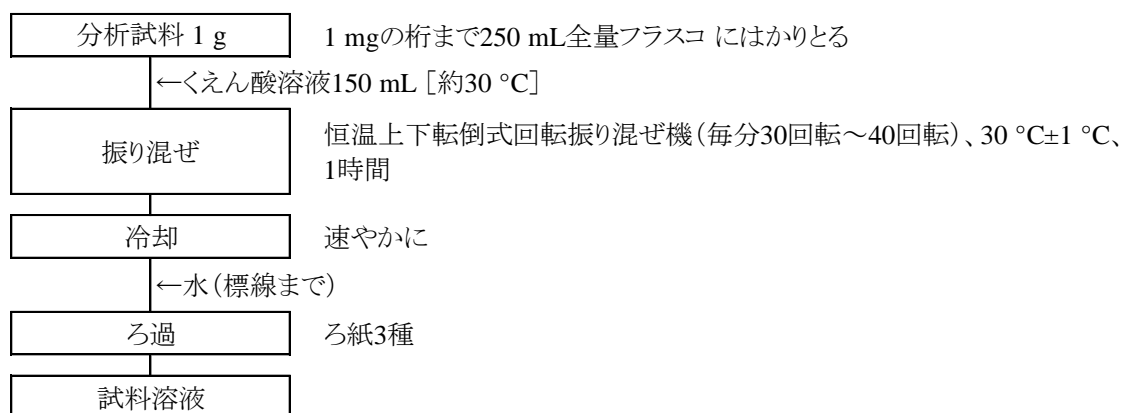 分析試料 1 g
1 mgの桁まで250 mL全量フラスコ にはかりとる
←くえん酸溶液150 mL [約30 °C]
振り混ぜ
恒温上下転倒式回転振り混ぜ機(毎分30回転~40回転)、30 °C±1 °C、
1時間
冷却
速やかに
←水(標線まで)
ろ過
ろ紙3種
試料溶液